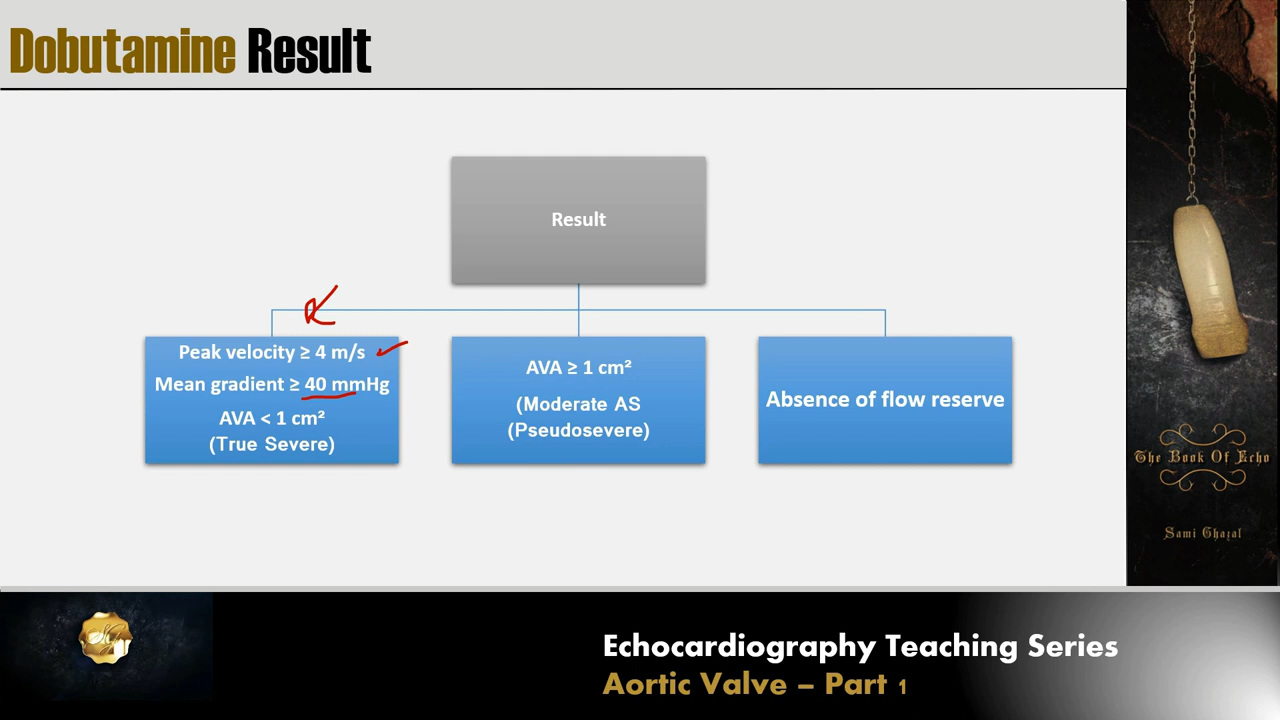 Dobutamine Result
Result
Peak velocity ≥ 4 m/s
Mean gradient ≥ 40 mmHg
AVA < 1 cm²
(True Severe)
AVA ≥ 1 cm²
(Moderate AS
(Pseudosevere)
Absence of flow reserve
The Book Of Echo
Sami Ghazal
Echocardiography Teaching Series
Aortic Valve – Part 1